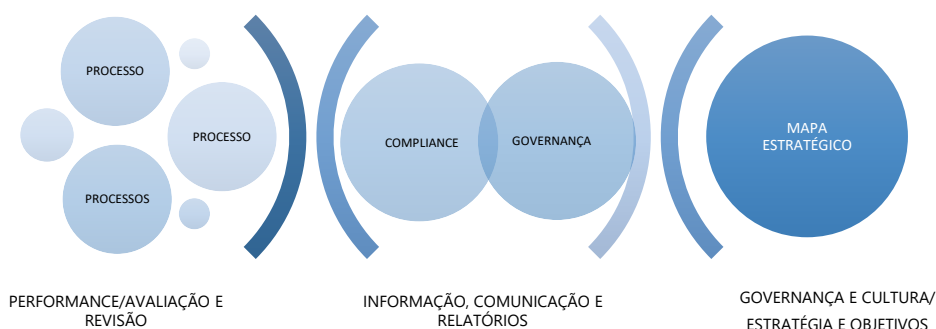 PROCESSO
PROCESSO
PROCESSOS
COMPLIANCE
GOVERNANÇA
MAPA
ESTRATÉGICO
PERFORMANCE/AVALIAÇÃO E
REVISÃO
INFORMAÇÃO, COMUNICAÇÃO E
RELATÓRIOS
GOVERNANÇA E CULTURA/
ESTRATÉGIA E OBJETIVOS